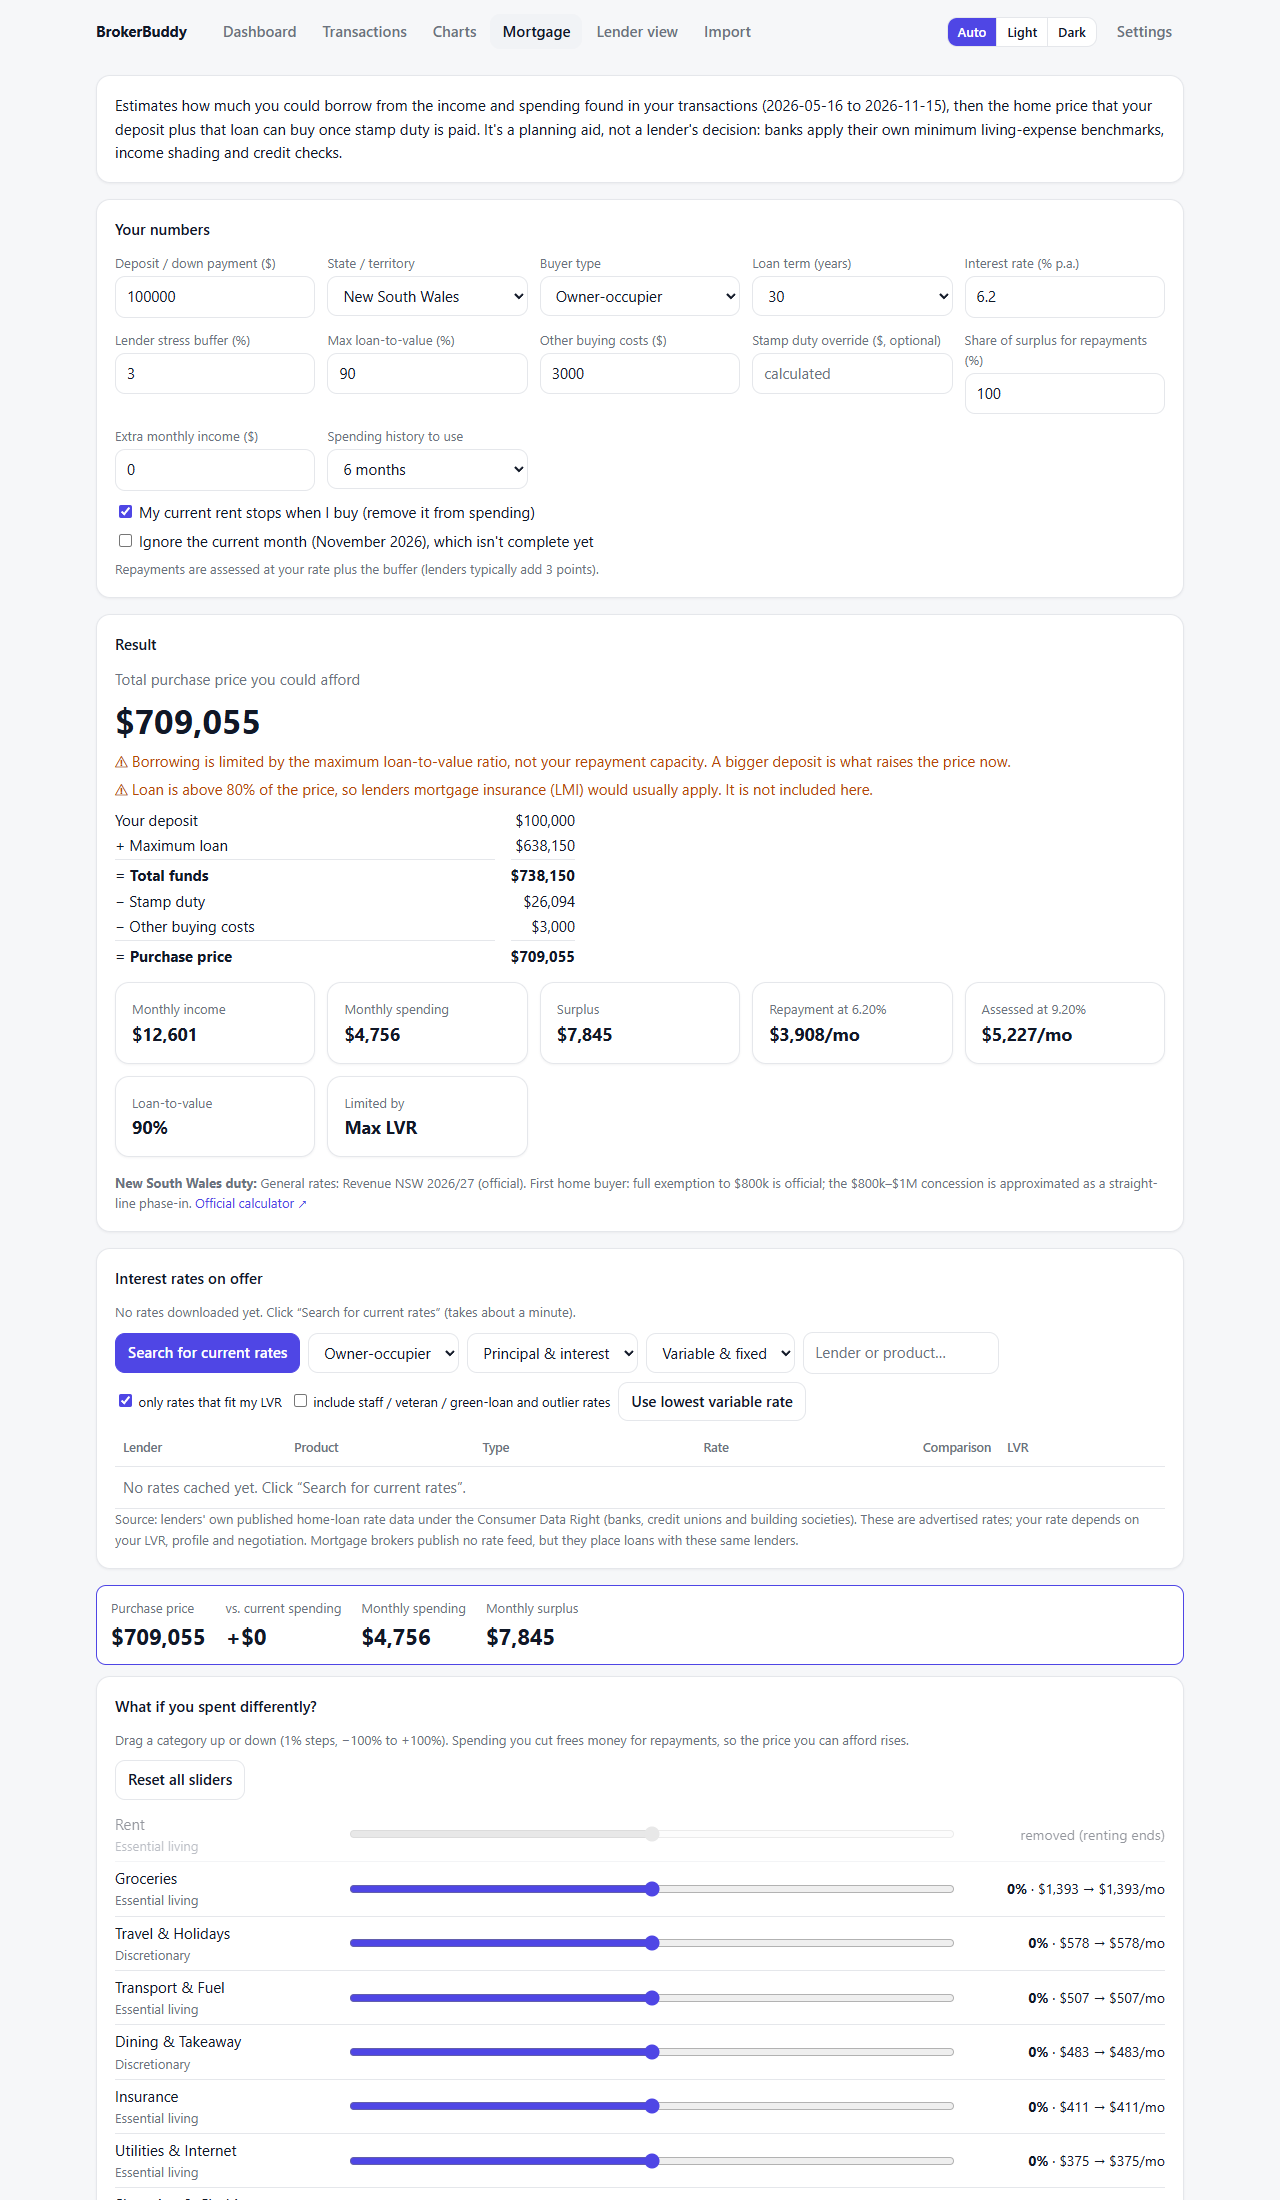 BrokerBuddy Dashboard Transactions Charts Mortgage Lender view Import Auto Light Dark Settings
Estimates how much you could borrow from the income and spending found in your transactions (2026-05-16 to 2026-11-15), then the home price that your
deposit plus that loan can buy once stamp duty is paid. It's a planning aid, not a lender's decision: banks apply their own minimum living-expense benchmarks,
income shading and credit checks.
Your numbers
Deposit / down payment ($) State / territory Buyer type Loan term (years) Interest rate (% p.a.)
100000 New South Wales Owner-occupier 30 6.2
Lender stress buffer (%) Max loan-to-value (%) Other buying costs ($) Stamp duty override ($, optional) Share of surplus for repayments
(%)
3 90 3000 calculated 100
Extra monthly income ($) Spending history to use
0 6 months
My current rent stops when I buy (remove it from spending)
Ignore the current month (November 2026), which isn't complete yet
Repayments are assessed at your rate plus the buffer (lenders typically add 3 points).
Result
Total purchase price you could afford
$709,055
⚠ Borrowing is limited by the maximum loan-to-value ratio, not your repayment capacity. A bigger deposit is what raises the price now.
⚠ Loan is above 80% of the price, so lenders mortgage insurance (LMI) would usually apply. It is not included here.
Your deposit $100,000
+ Maximum loan $638,150
= Total funds $738,150
− Stamp duty $26,094
− Other buying costs $3,000
= Purchase price $709,055
Monthly income Monthly spending Surplus Repayment at 6.20% Assessed at 9.20%
$12,601 $4,756 $7,845 $3,908/mo $5,227/mo
Loan-to-value Limited by
90% Max LVR
New South Wales duty: General rates: Revenue NSW 2026/27 (official). First home buyer: full exemption to $800k is official; the $800k–$1M concession is approximated as a straight-
line phase-in. Official calculator ↗
Interest rates on offer
No rates downloaded yet. Click “Search for current rates” (takes about a minute).
Search for current rates Owner-occupier Principal & interest Variable & fixed Lender or product...
only rates that fit my LVR include staff / veteran / green-loan and outlier rates Use lowest variable rate
Lender Product Type Rate Comparison LVR
No rates cached yet. Click “Search for current rates”.
Source: lenders' own published home-loan rate data under the Consumer Data Right (banks, credit unions and building societies). These are advertised rates; your rate depends on
your LVR, profile and negotiation. Mortgage brokers publish no rate feed, but they place loans with these same lenders.
Purchase price vs. current spending Monthly spending Monthly surplus
$709,055 +$0 $4,756 $7,845
What if you spent differently?
Drag a category up or down (1% steps, −100% to +100%). Spending you cut frees money for repayments, so the price you can afford rises.
Reset all sliders
Rent
Essential living removed (renting ends)
Groceries
Essential living 0% · $1,393 → $1,393/mo
Travel & Holidays
Discretionary 0% · $578 → $578/mo
Transport & Fuel
Essential living 0% · $507 → $507/mo
Dining & Takeaway
Discretionary 0% · $483 → $483/mo
Insurance
Essential living 0% · $411 → $411/mo
Utilities & Internet
Essential living 0% · $375 → $375/mo